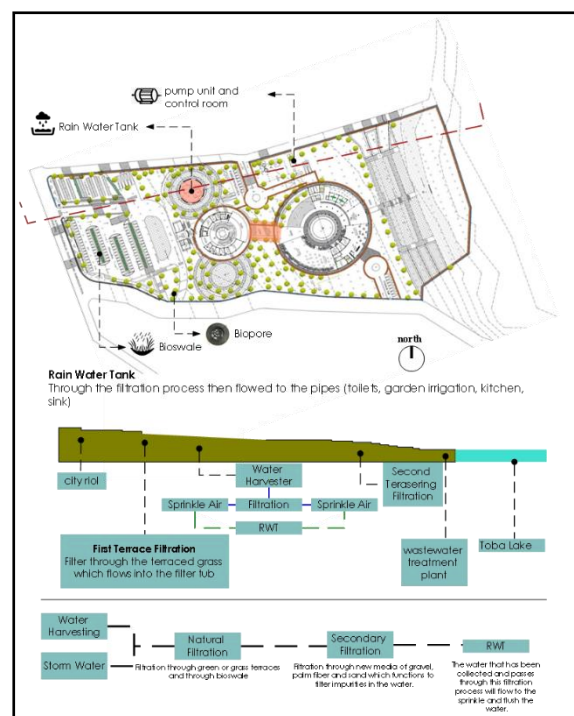 pump unit and
control room
Rain Water Tank
Bioswale
Biopore
north
Rain Water Tank
Through the filtration process then flowed to the pipes (toilets, garden irrigation, kitchen,
sink)
city riol
Water
Harvester
Second
Terasering
Filtration
Sprinkle Air
Filtration
Sprinkle Air
RWT
First Terrace Filtration
Filter through the terraced grass
which flows into the filter tub
wastewater
treatment
plant
Toba Lake
Water
Harvesting
Storm Water
Natural
Filtration
Filtration through green or grass terraces
and through bioswale
Secondary
Filtration
Filtration through new media of gravel,
palm fiber and sand which functions to
filter impurities in the water.
RWT
The water that has been
collected and passes
through this filtration
process will flow to the
sprinkle and flush the
water.